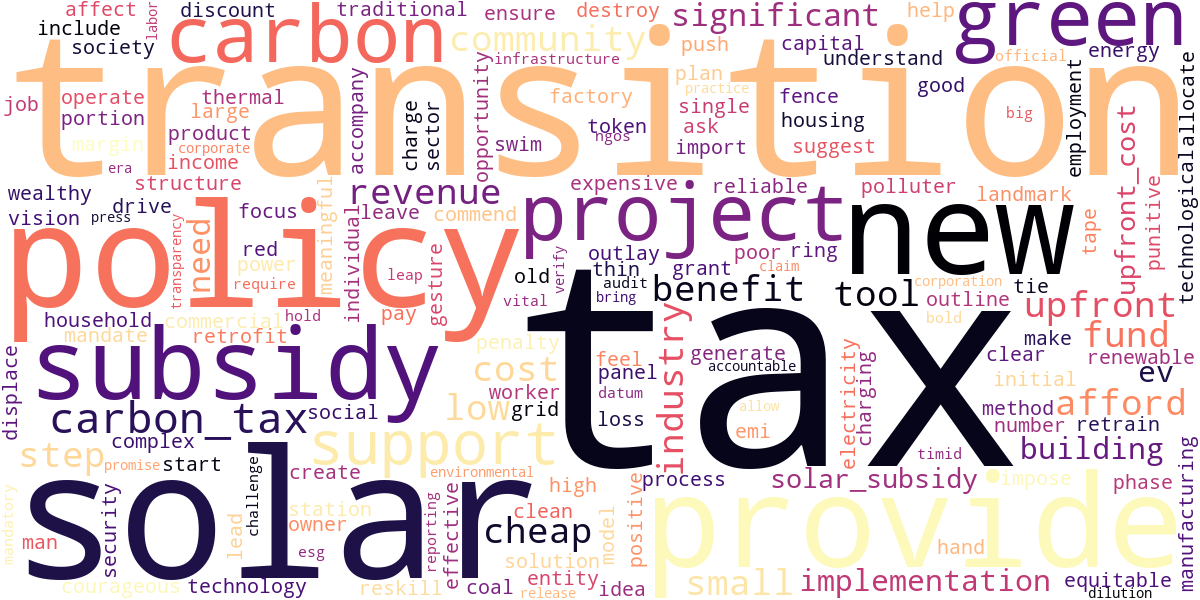 affect
labor
traditional
ensure
destroy
significant
help
green
discount
include
carbon
community
push
capital
energy
society
infrastructure
understand
official
transition
plan
practice
good
allocate
job
operate
thermal
accompany
opportunity
factory
single
fence
employment
portion
large
charge
sector
token
ask
housing
big
upfront_cost
margin
product
corporate
ngos
import
suggest
era
income
swim
technological
structure
expensive
reliable
polluter
landmark
punitive
wealthy
drive
need
meaningful
revenue
project
new
tape
vision
press
focus
individual
leave
commend
transparency
policy
red
gesture
outlay
poor
ring
power
leap
old
verify
thin
grant
claim
corporation
tie
require
audit
benefit
tool
outline
upfront
vital
bring
household
commercial
hold
pay
tax
industry
bold
make
fund
mandate
retrofit
penalty
feel
generate
electricity
charging
clear
renewable
displace
subsidy
cost
panel
accountable
initial
ev
worker
datum
carbon_tax
social
low
grid
loss
allow
method
afford
emi
number
retrain
complex
support
timid
building
manufacturing
step
promise
start
challenge
create
environmental
process
solar_subsidy
impose
phase
solar
high
positive
provide
mandatory
security
lead
station
owner
reporting
effective
clean
model
cheap
man
esg
solution
hand
entity
small
implementation
equitable
courageous
technology
reskill
coal
release
idea
dilution